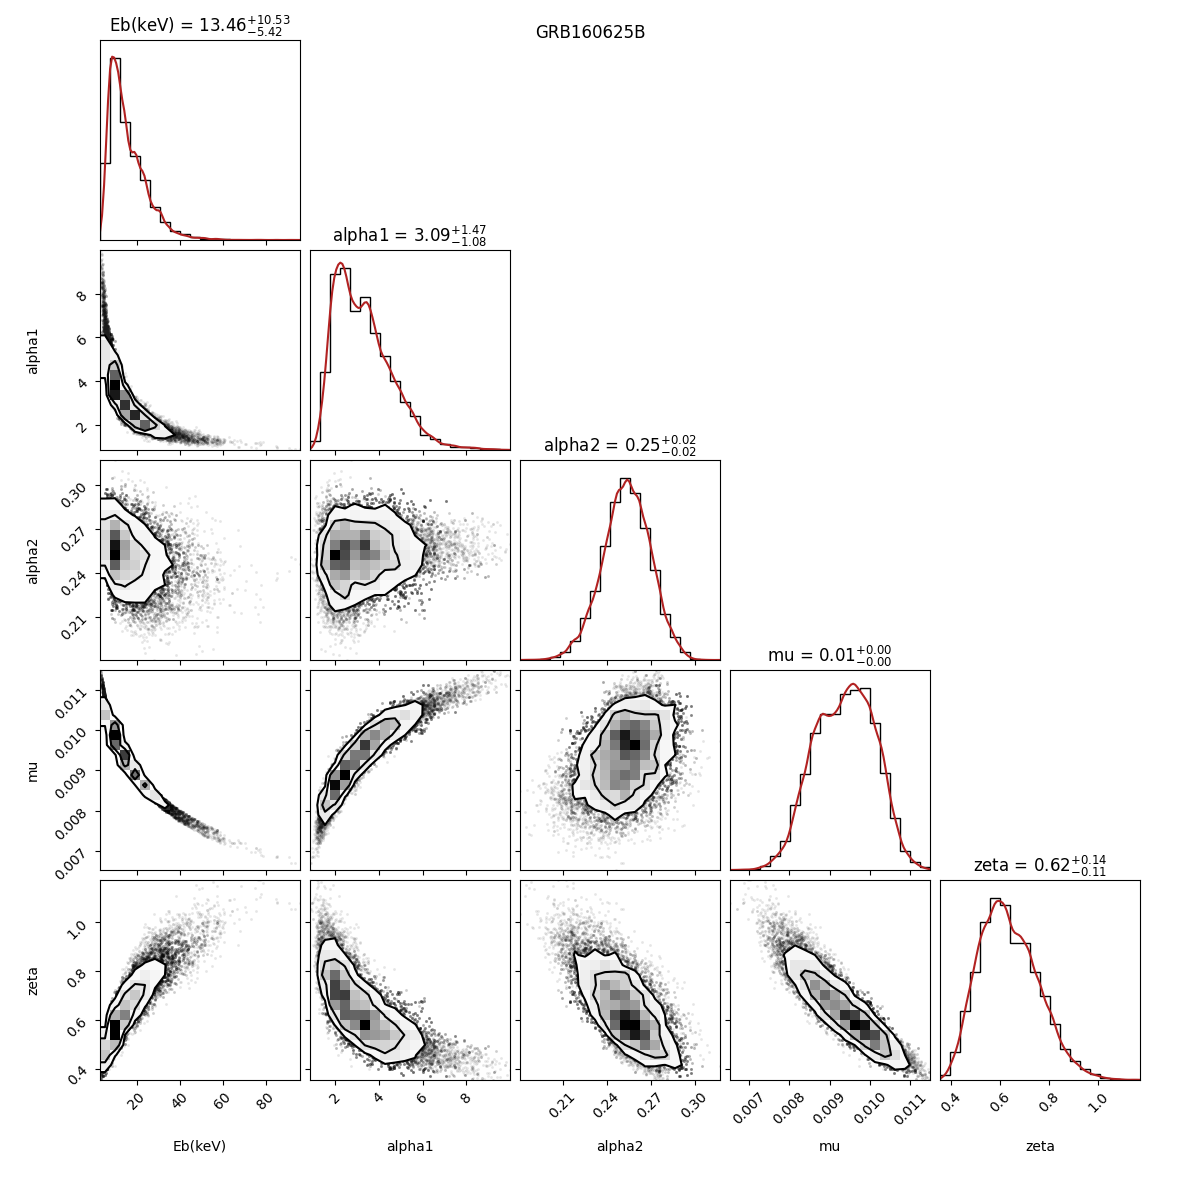 GRB160625B
Eb(keV) = 13.46+10.53 −5.42
alpha1 = 3.09+1.47 −1.08
8
6
4
2
alpha1
alpha2 = 0.25+0.02 −0.02
0.30
0.27
0.24
0.21
alpha2
mu = 0.01+0.00 −0.00
0.011
0.010
0.009
0.008
0.007
mu
zeta = 0.62+0.14 −0.11
1.0
0.8
0.6
0.4
zeta
20 40 60 80
2 4 6 8
0.21 0.24 0.27 0.30
0.007 0.008 0.009 0.010 0.011
0.4 0.6 0.8 1.0
Eb(keV) alpha1 alpha2 mu zeta